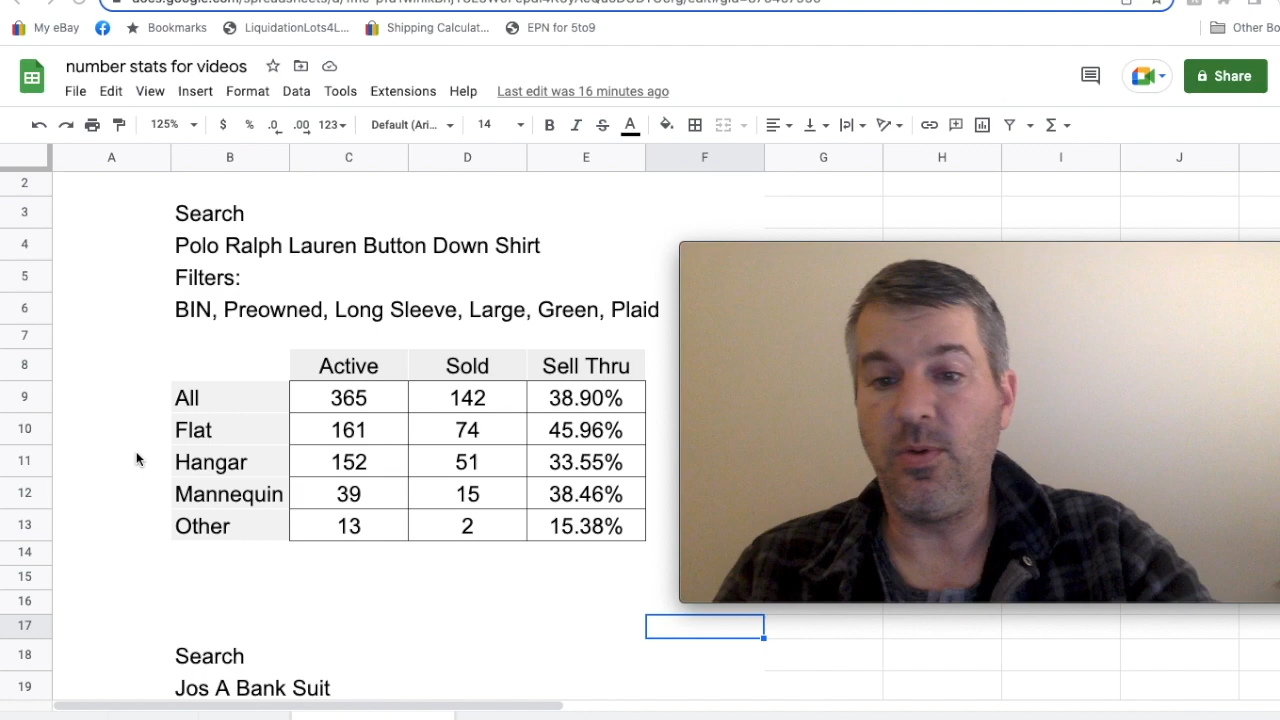 My eBay
Bookmarks
LiquidationLots4L...
Shipping Calculat...
EPN for 5to9
Other Bo
number stats for videos
Share
File Edit View Insert Format Data Tools Extensions Help Last edit was 16 minutes ago
125% $ % .0 .00 123 Default (Ari... 14 B I S A
A B C D E F G H I J
2
3 Search
4 Polo Ralph Lauren Button Down Shirt
5 Filters:
6 BIN, Preowned, Long Sleeve, Large, Green, Plaid
7
8 Active Sold Sell Thru
9 All 365 142 38.90%
10 Flat 161 74 45.96%
11 Hangar 152 51 33.55%
12 Mannequin 39 15 38.46%
13 Other 13 2 15.38%
14
15
16
17
18 Search
19 Jos A Bank Suit